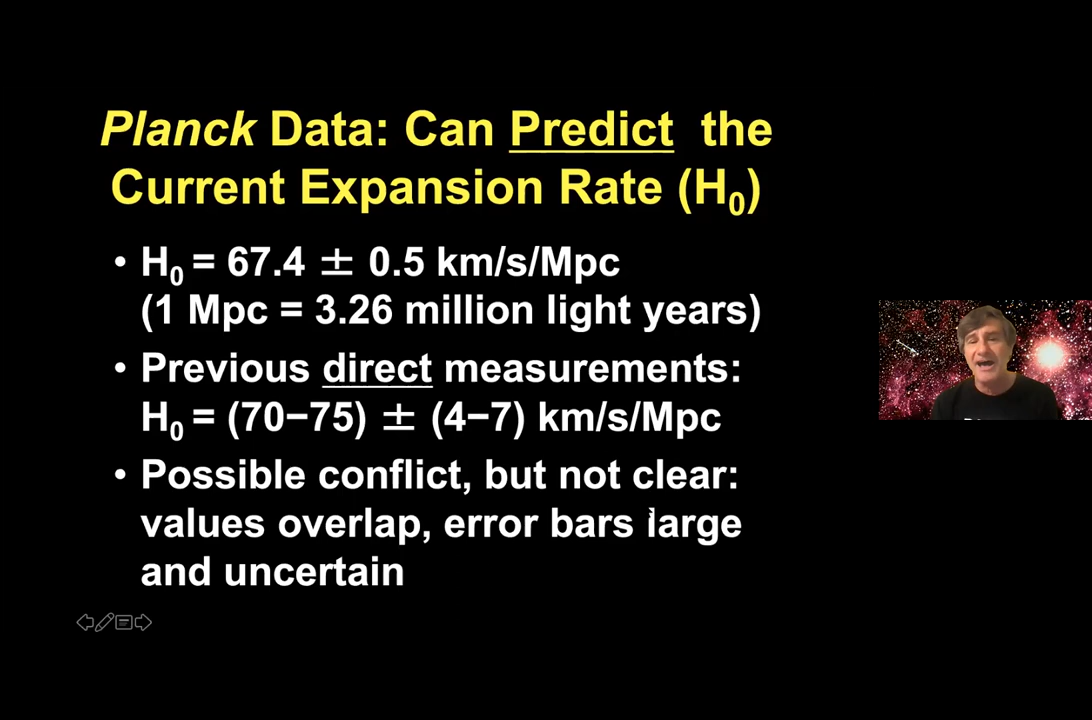 Planck Data: Can Predict the
Current Expansion Rate (H₀)
• H₀ = 67.4 ± 0.5 km/s/Mpc
(1 Mpc = 3.26 million light years)
• Previous direct measurements:
H₀ = (70−75) ± (4−7) km/s/Mpc
• Possible conflict, but not clear:
values overlap, error bars large
and uncertain